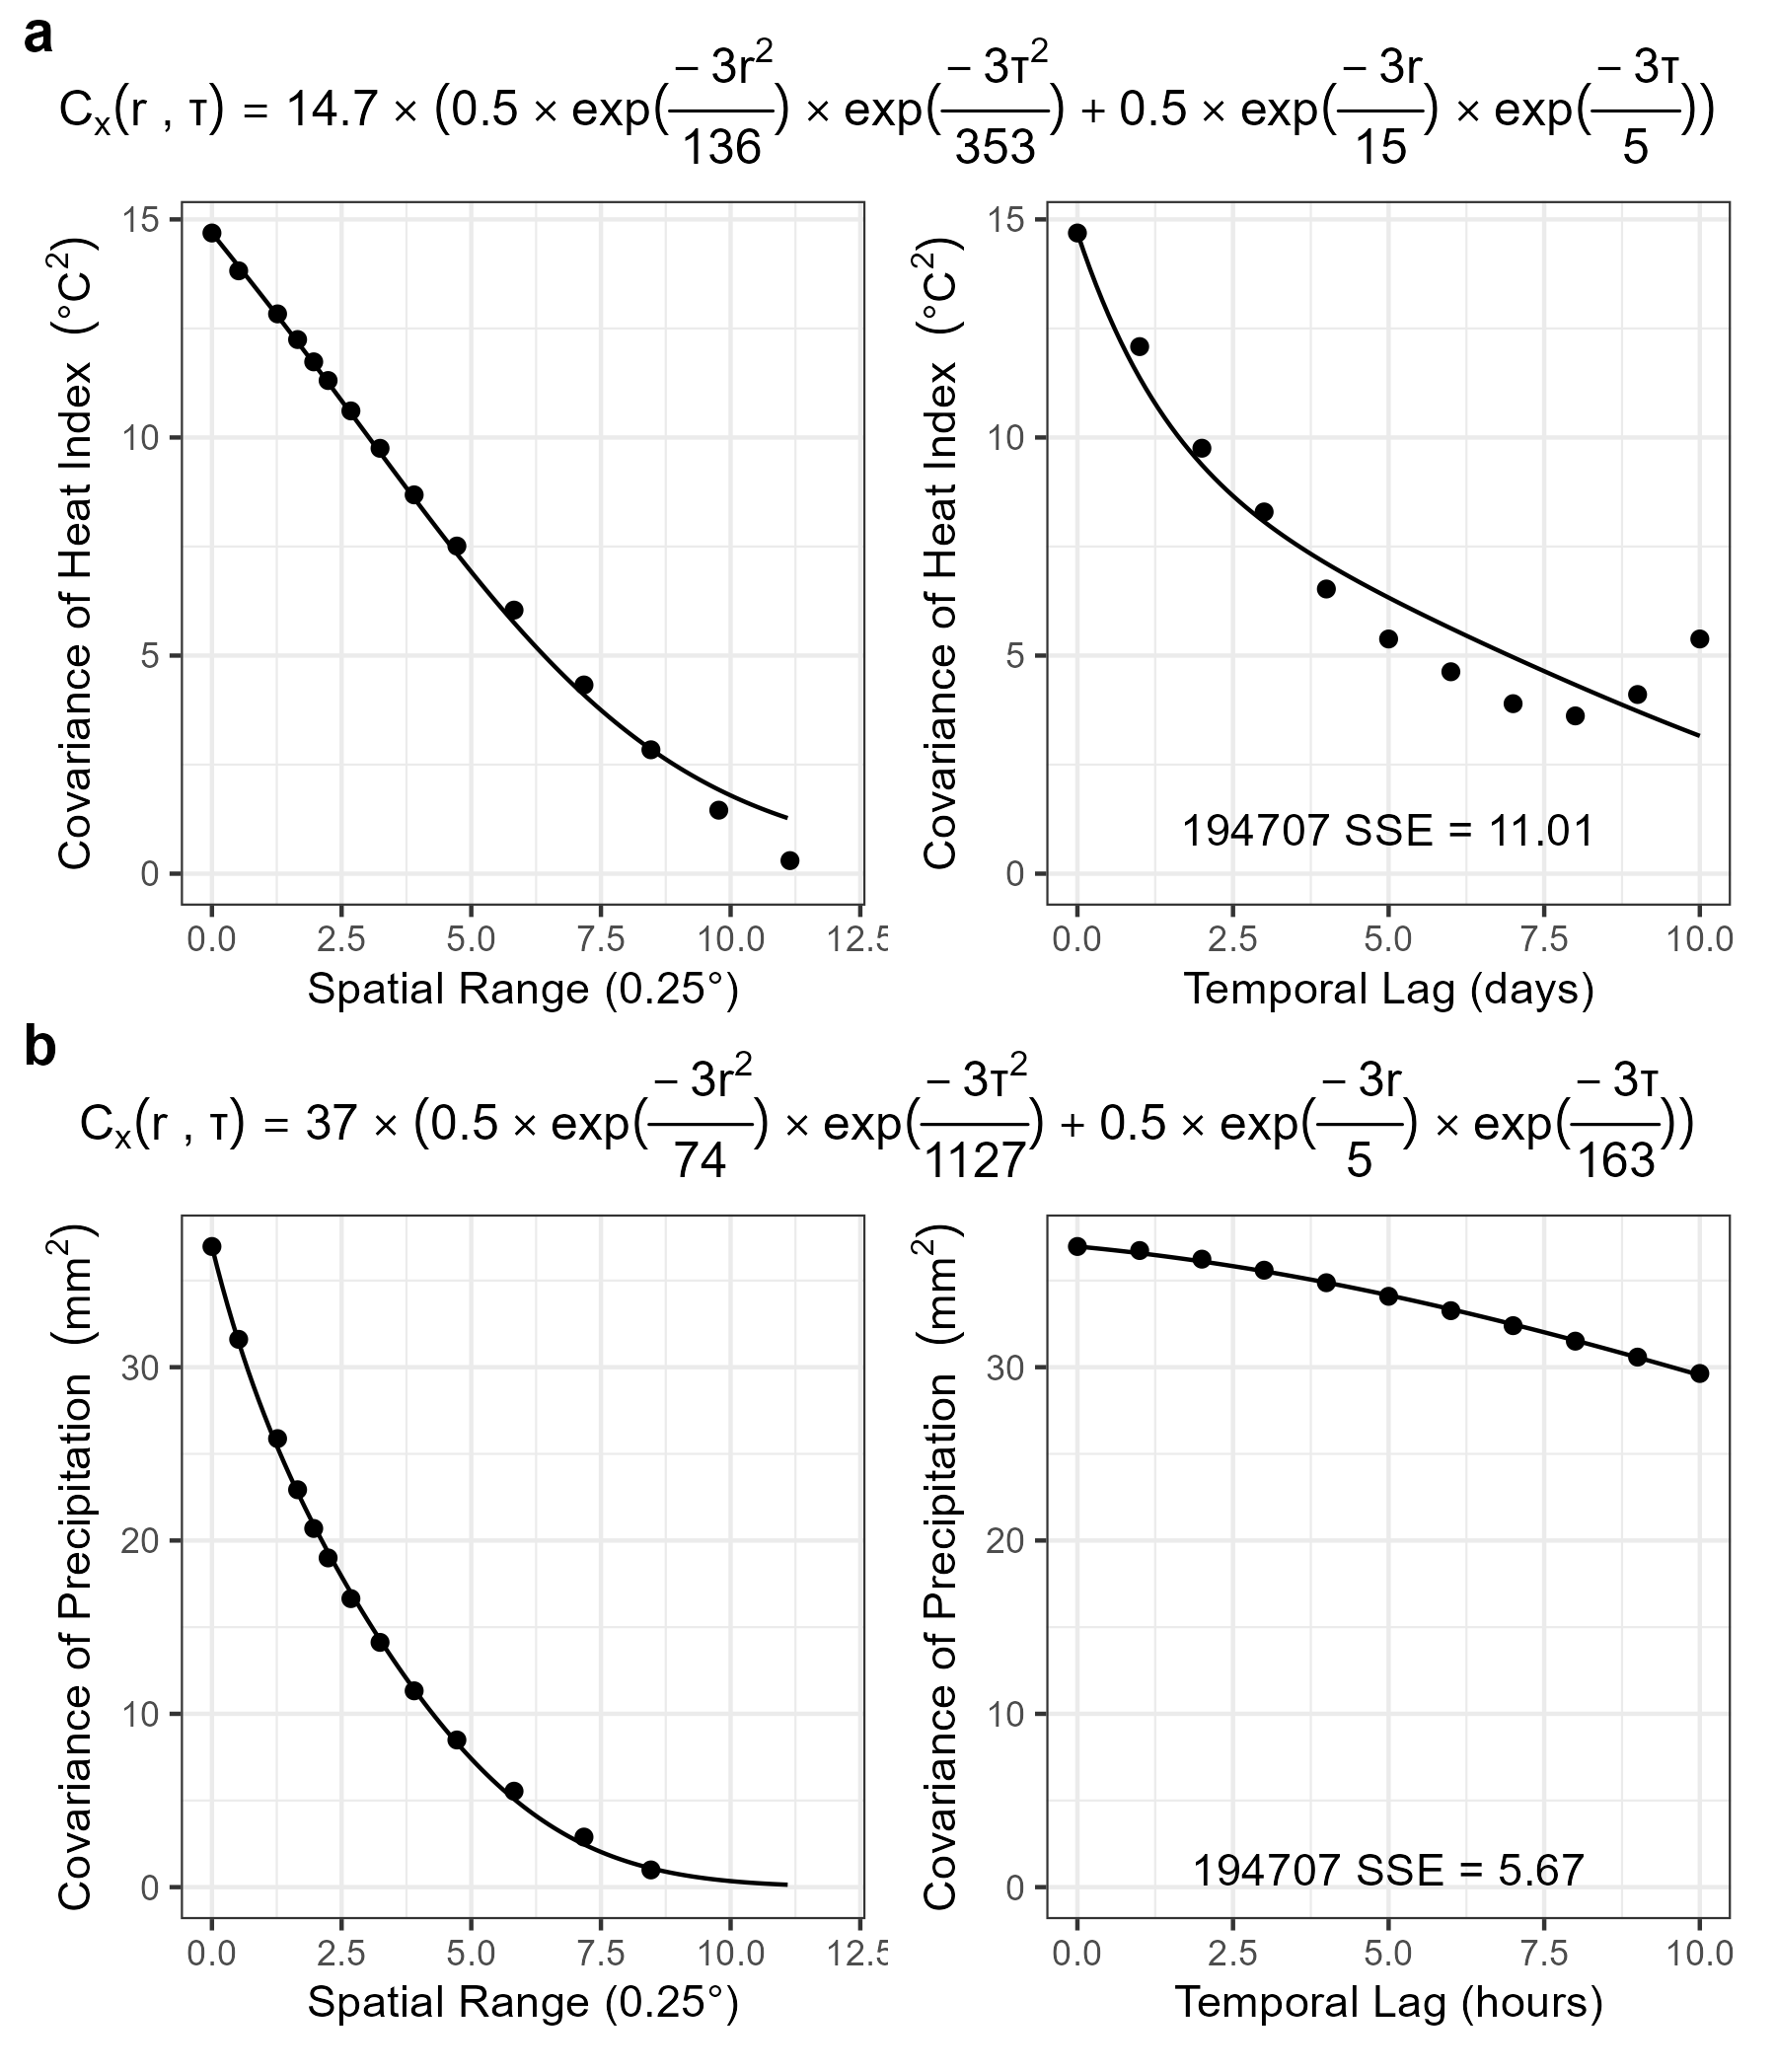 a
Cx(r , τ) = 14.7 × (0.5 × exp(− 3r²/136) × exp(− 3τ²/353) + 0.5 × exp(− 3r/15) × exp(− 3τ/5))
Covariance of Heat Index (°C²)
15
10
5
0
0.0 2.5 5.0 7.5 10.0 12.5
Spatial Range (0.25°)
Covariance of Heat Index (°C²)
15
10
5
0
194707 SSE = 11.01
0.0 2.5 5.0 7.5 10.0
Temporal Lag (days)
b
Cx(r , τ) = 37 × (0.5 × exp(− 3r²/74) × exp(− 3τ²/1127) + 0.5 × exp(− 3r/5) × exp(− 3τ/163))
Covariance of Precipitation (mm²)
30
20
10
0
0.0 2.5 5.0 7.5 10.0 12.5
Spatial Range (0.25°)
Covariance of Precipitation (mm²)
30
20
10
0
194707 SSE = 5.67
0.0 2.5 5.0 7.5 10.0
Temporal Lag (hours)